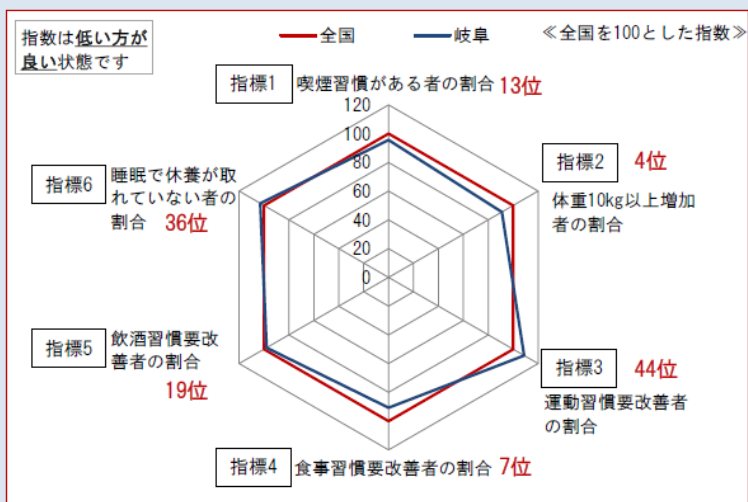 指数は低い方が
良い状態です
全国
岐阜
≪全国を100とした指数≫
指標1
喫煙習慣がある者の割合
13位
120
100
80
60
40
20
0
指標2
4位
体重10kg以上増加
者の割合
指標3
44位
運動習慣要改善者
の割合
指標4
食事習慣要改善者の割合
7位
指標5
飲酒習慣要改
善者の割合
19位
指標6
睡眠で休養が取
れていない者の
割合
36位